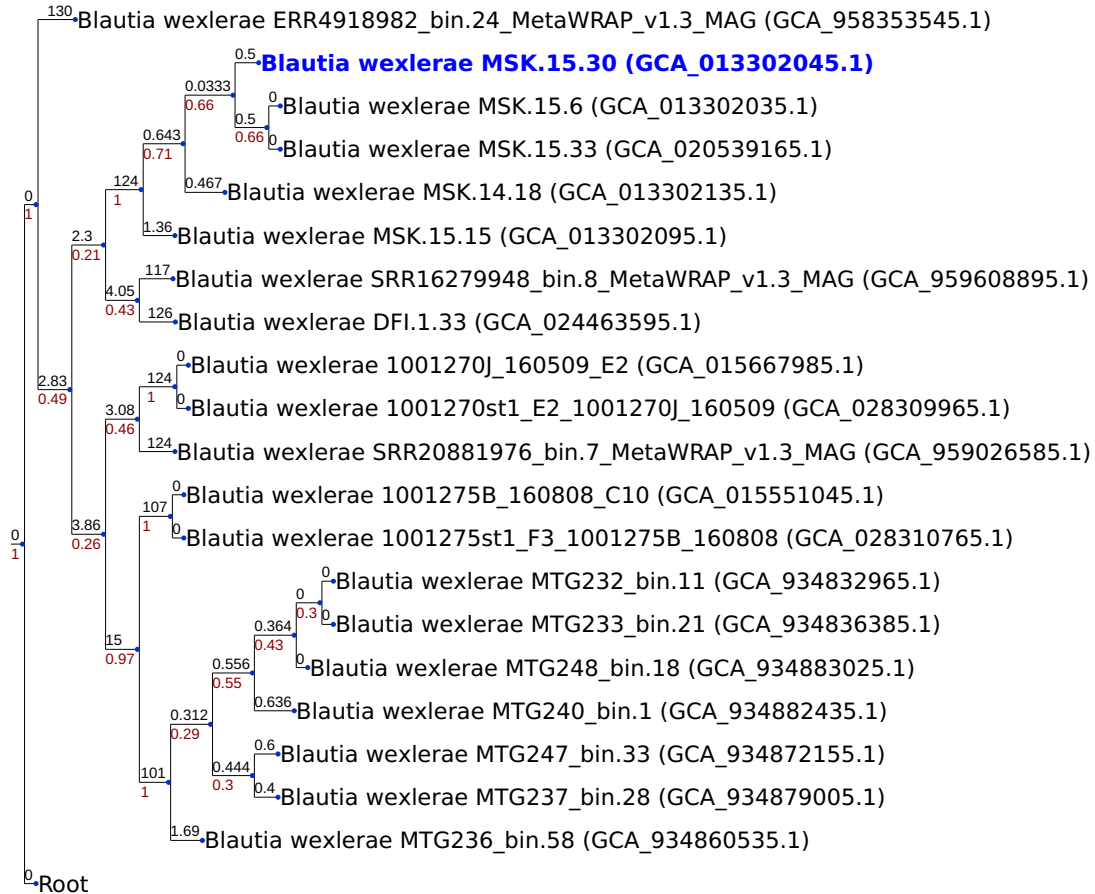 130 Blautia wexlerae ERR4918982_bin.24_MetaWRAP_v1.3_MAG (GCA_958353545.1)
0.5 Blautia wexlerae MSK.15.30 (GCA_013302045.1)
0.0333
0.66
0 Blautia wexlerae MSK.15.6 (GCA_013302035.1)
0.5
0.66
0.643
0.71
0 Blautia wexlerae MSK.15.33 (GCA_020539165.1)
0.467 Blautia wexlerae MSK.14.18 (GCA_013302135.1)
124
1
0
1
1.36 Blautia wexlerae MSK.15.15 (GCA_013302095.1)
2.3
0.21
117 Blautia wexlerae SRR16279948_bin.8_MetaWRAP_v1.3_MAG (GCA_959608895.1)
4.05
0.43
126 Blautia wexlerae DFI.1.33 (GCA_024463595.1)
0 Blautia wexlerae 1001270J_160509_E2 (GCA_015667985.1)
124
1
2.83
0.49
0 Blautia wexlerae 1001270st1_E2_1001270J_160509 (GCA_028309965.1)
3.08
0.46
124 Blautia wexlerae SRR20881976_bin.7_MetaWRAP_v1.3_MAG (GCA_959026585.1)
0 Blautia wexlerae 1001275B_160808_C10 (GCA_015551045.1)
107
1
3.86
0.26
0
1
0 Blautia wexlerae 1001275st1_F3_1001275B_160808 (GCA_028310765.1)
0 Blautia wexlerae MTG232_bin.11 (GCA_934832965.1)
0
0.3
0 Blautia wexlerae MTG233_bin.21 (GCA_934836385.1)
0.364
0.43
15
0.97
0 Blautia wexlerae MTG248_bin.18 (GCA_934883025.1)
0.556
0.55
0.636 Blautia wexlerae MTG240_bin.1 (GCA_934882435.1)
0.312
0.29
0.6 Blautia wexlerae MTG247_bin.33 (GCA_934872155.1)
0.444
0.3
101
1
0.4 Blautia wexlerae MTG237_bin.28 (GCA_934879005.1)
1.69 Blautia wexlerae MTG236_bin.58 (GCA_934860535.1)
0 Root